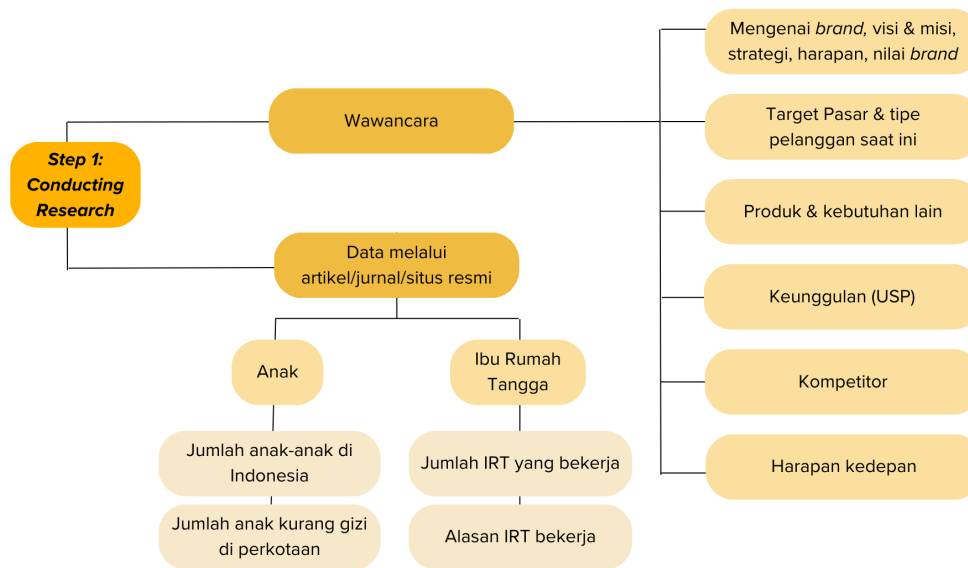 Step 1:
Conducting
Research
Wawancara
Mengenai brand, visi & misi,
strategi, harapan, nilai brand
Target Pasar & tipe
pelanggan saat ini
Produk & kebutuhan lain
Keunggulan (USP)
Kompetitor
Harapan kedepan
Data melalui
artikel/jurnal/situs resmi
Anak
Jumlah anak-anak di
Indonesia
Jumlah anak kurang gizi
di perkotaan
Ibu Rumah
Tangga
Jumlah IRT yang bekerja
Alasan IRT bekerja